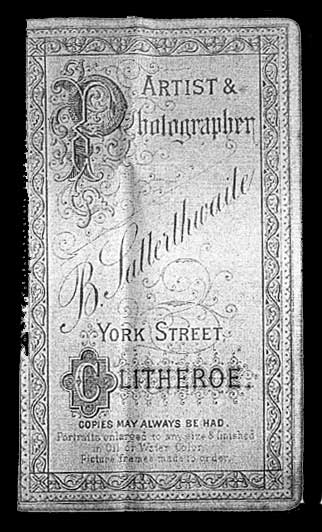 ARTIST &
Photographer
B. Satterthwaite
YORK STREET,
CLITHEROE.
COPIES MAY ALWAYS BE HAD.
Portraits enlarged to any size & finished
in Oil or Water Color.
Picture frames made to order.